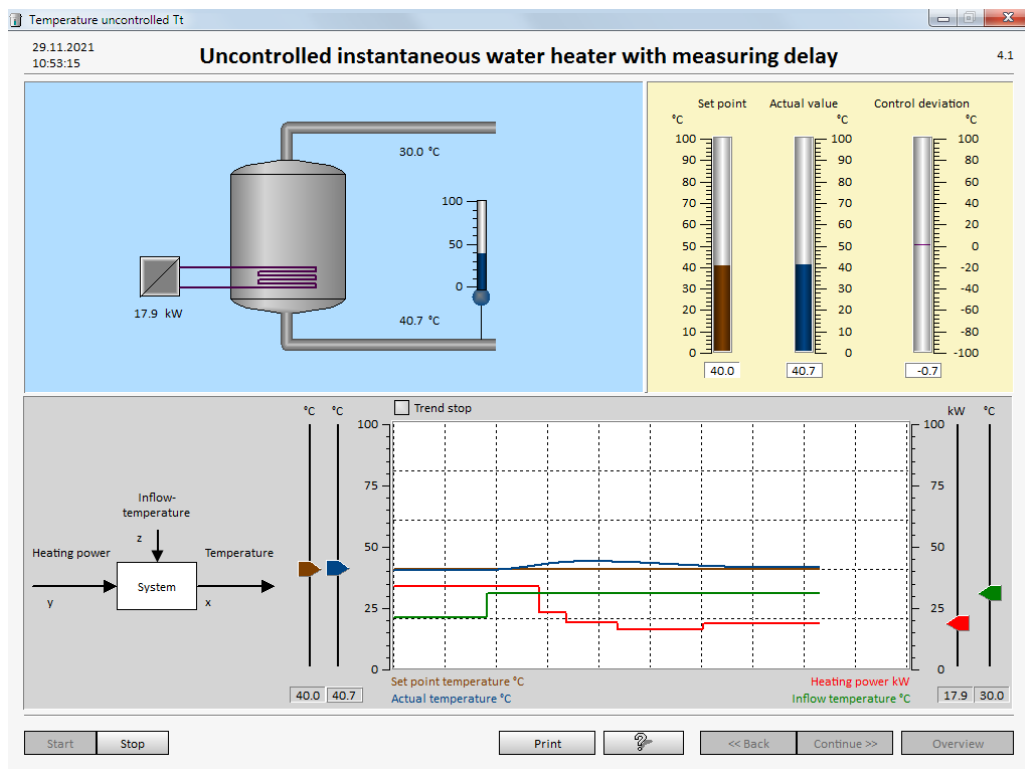 Temperature uncontrolled Tt
29.11.2021
10:53:15
Uncontrolled instantaneous water heater with measuring delay
4.1
30.0 °C
100
50
0
17.9 kW
40.7 °C
Set point Actual value Control deviation
°C °C °C
100 100 100
90 90 80
80 80 60
70 70 40
60 60 20
50 50 0
40 40 -20
30 30 -40
20 20 -60
10 10 -80
0 0 -100
40.0 40.7 -0.7
Trend stop
°C °C kW °C
100 100
75 75
50 50
25 25
0 0
Inflow-
temperature
z
Heating power Temperature
System
y x
Set point temperature °C Heating power kW
Actual temperature °C Inflow temperature °C
40.0 40.7 17.9 30.0
Start Stop Print ? << Back Continue >> Overview